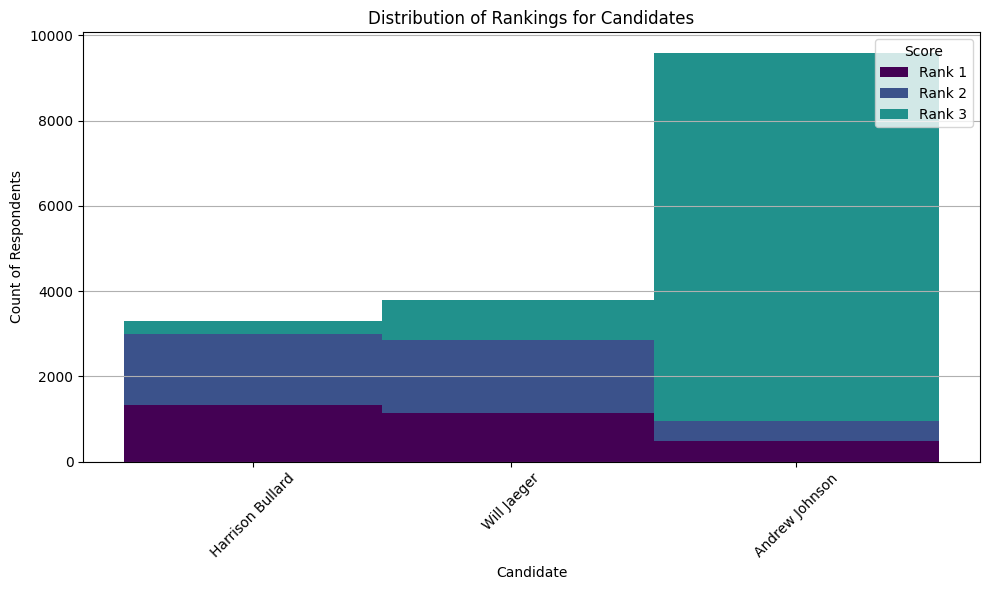 Distribution of Rankings for Candidates
10000
8000
6000
4000
2000
0
Count of Respondents
Score
Rank 1
Rank 2
Rank 3
Harrison Bullard
Will Jaeger
Andrew Johnson
Candidate